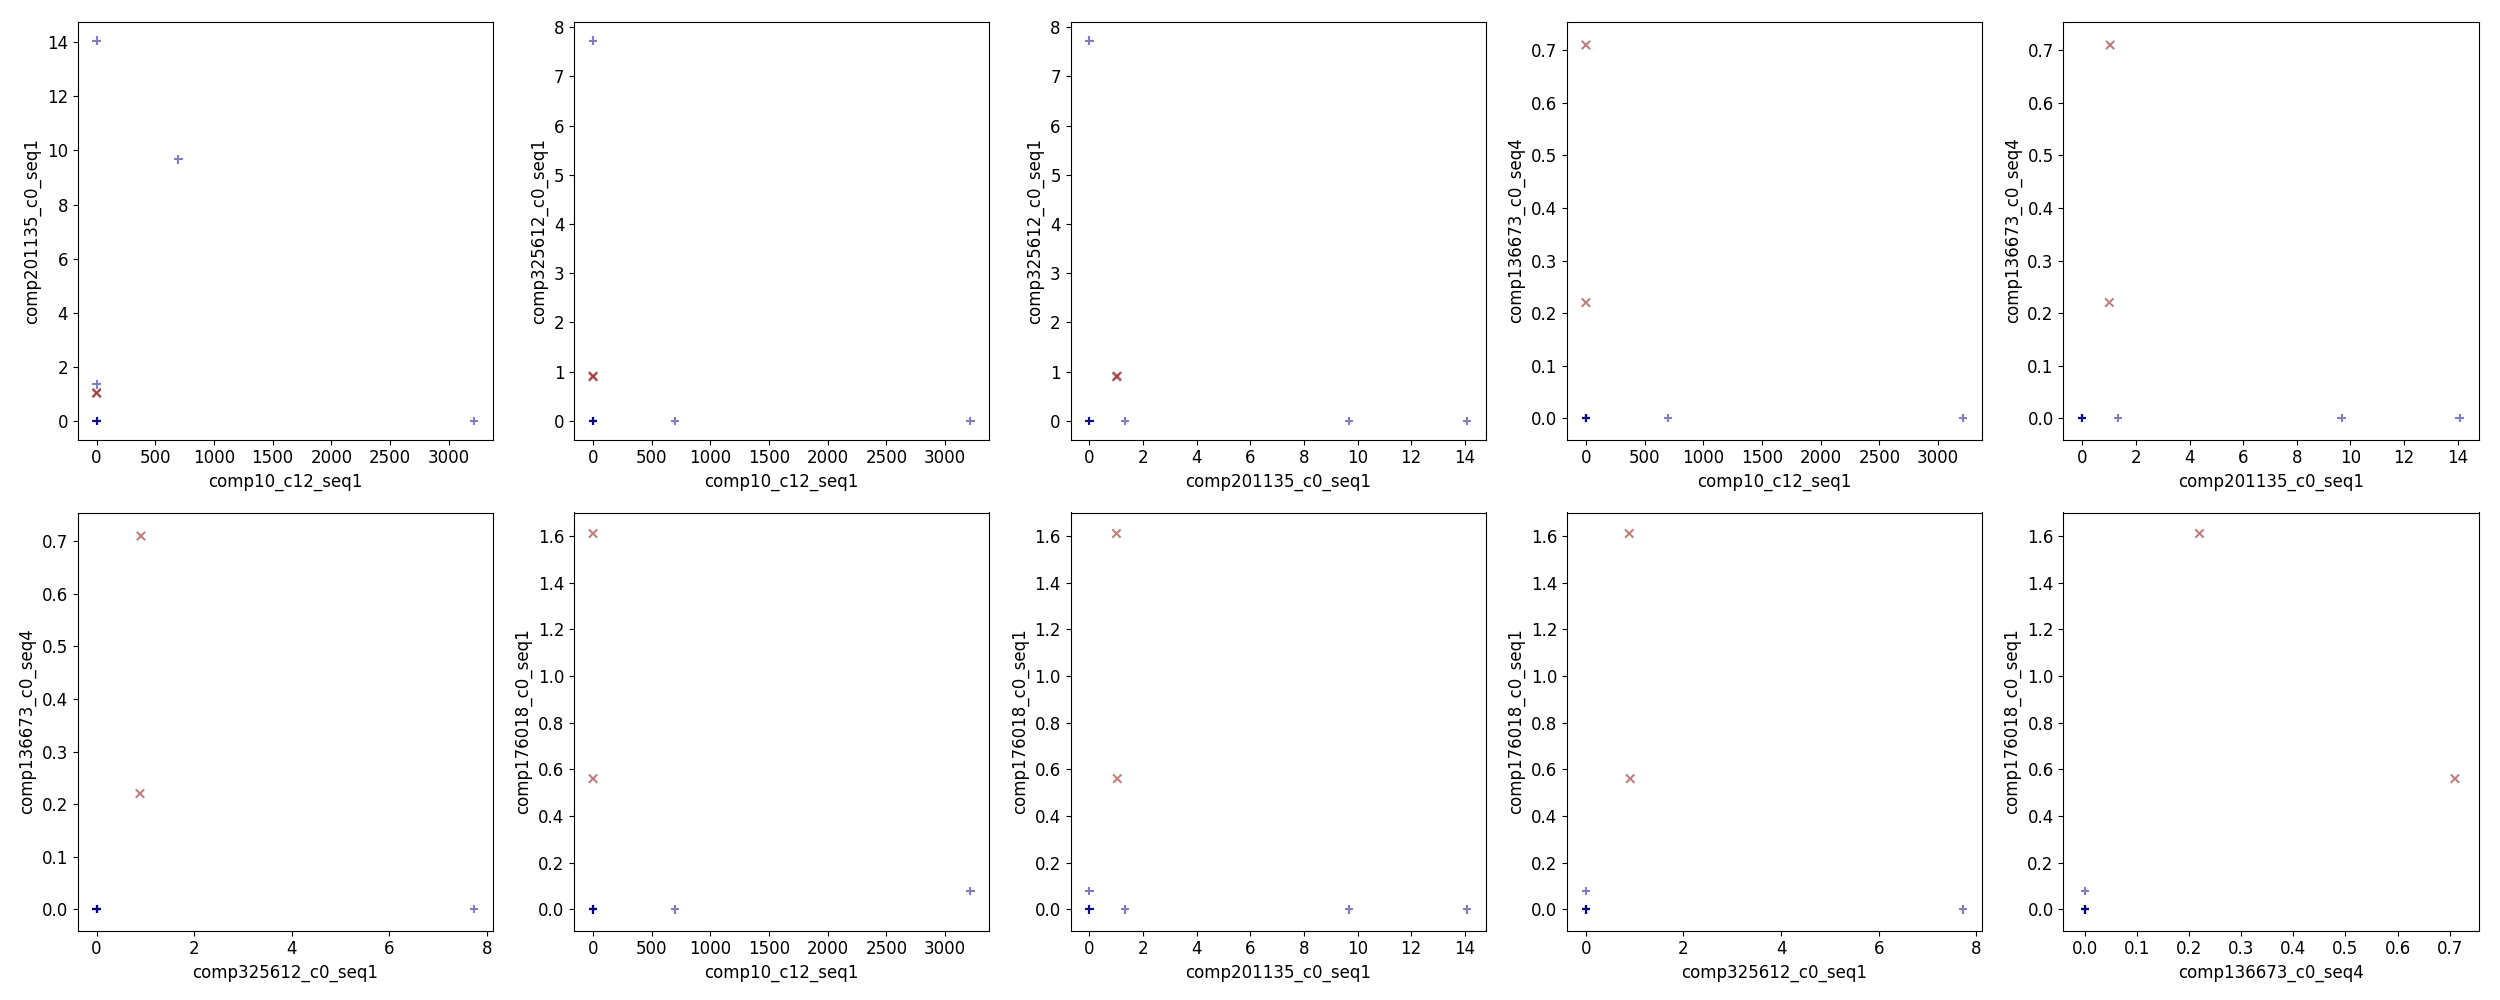 comp201135_c0_seq1
14
12
10
8
6
4
2
0
0 500 1000 1500 2000 2500 3000
comp10_c12_seq1
comp325612_c0_seq1
8
7
6
5
4
3
2
1
0
0 500 1000 1500 2000 2500 3000
comp10_c12_seq1
comp325612_c0_seq1
8
7
6
5
4
3
2
1
0
0 2 4 6 8 10 12 14
comp201135_c0_seq1
comp136673_c0_seq4
0.7
0.6
0.5
0.4
0.3
0.2
0.1
0.0
0 500 1000 1500 2000 2500 3000
comp10_c12_seq1
comp136673_c0_seq4
0.7
0.6
0.5
0.4
0.3
0.2
0.1
0.0
0 2 4 6 8 10 12 14
comp201135_c0_seq1
comp136673_c0_seq4
0.7
0.6
0.5
0.4
0.3
0.2
0.1
0.0
0 2 4 6 8
comp325612_c0_seq1
comp176018_c0_seq1
1.6
1.4
1.2
1.0
0.8
0.6
0.4
0.2
0.0
0 500 1000 1500 2000 2500 3000
comp10_c12_seq1
comp176018_c0_seq1
1.6
1.4
1.2
1.0
0.8
0.6
0.4
0.2
0.0
0 2 4 6 8 10 12 14
comp201135_c0_seq1
comp176018_c0_seq1
1.6
1.4
1.2
1.0
0.8
0.6
0.4
0.2
0.0
0 2 4 6 8
comp325612_c0_seq1
comp176018_c0_seq1
1.6
1.4
1.2
1.0
0.8
0.6
0.4
0.2
0.0
0.0 0.1 0.2 0.3 0.4 0.5 0.6 0.7
comp136673_c0_seq4